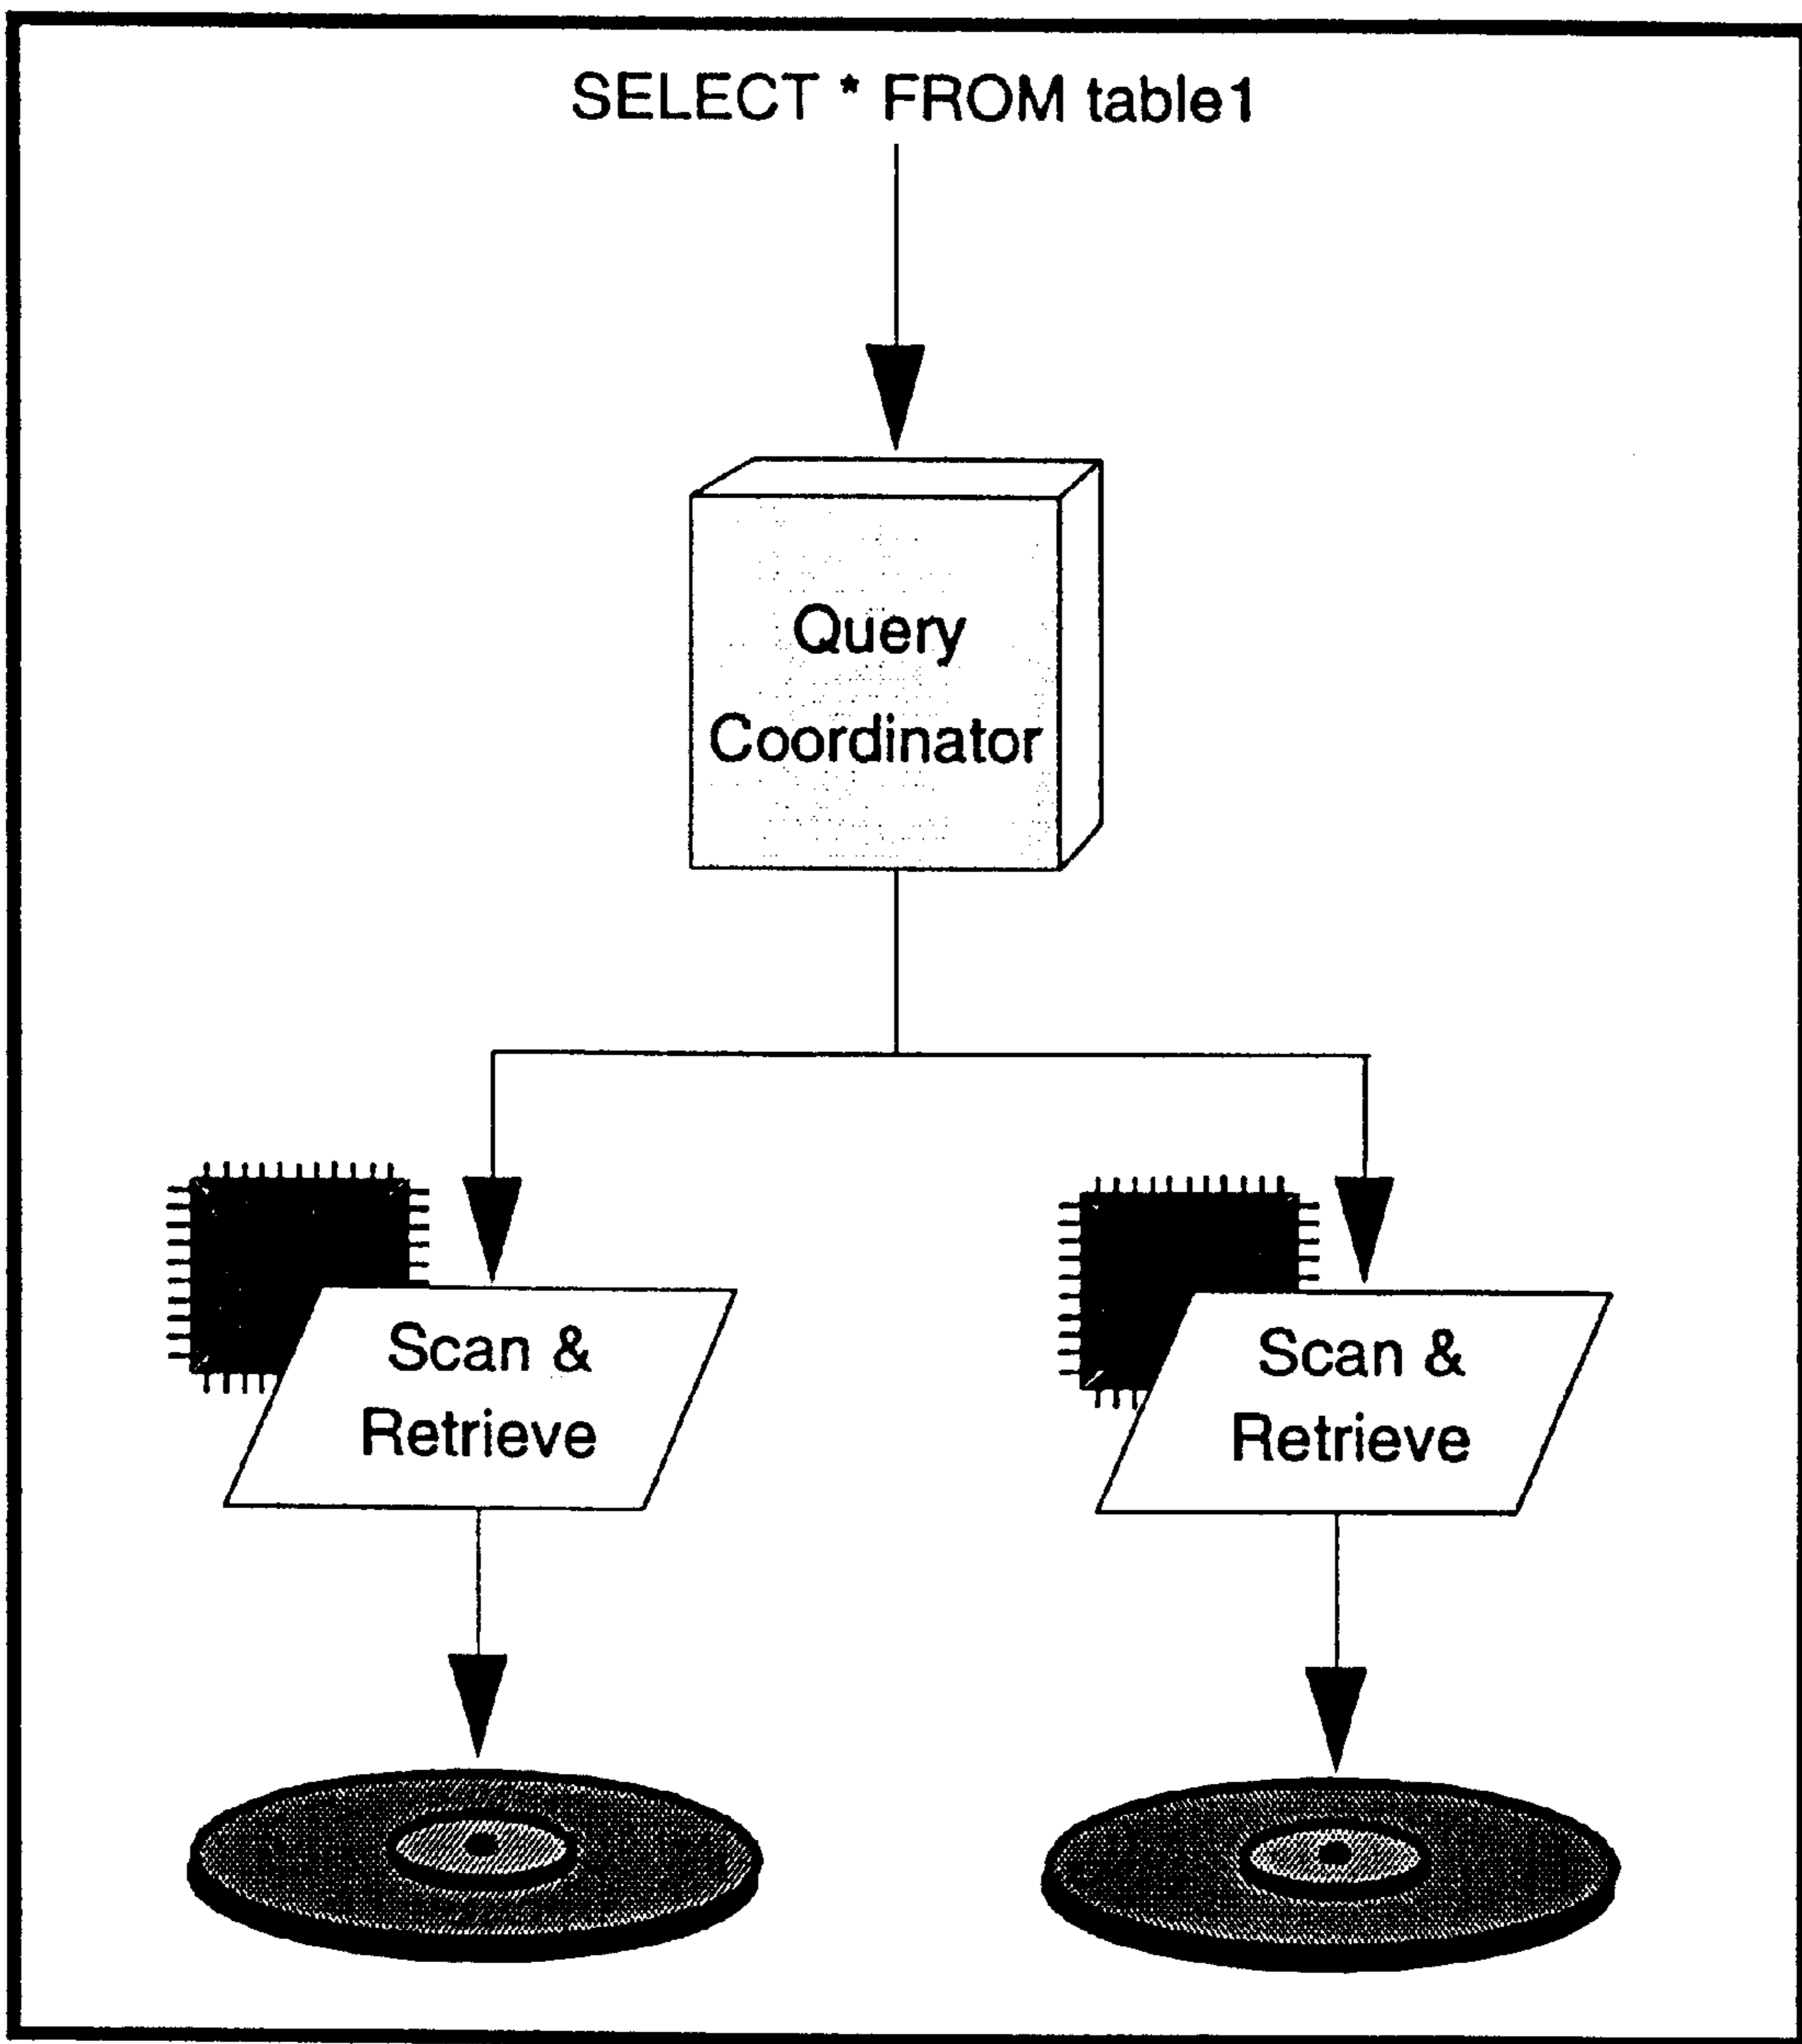 SELECT * FROM table1
Query
Coordinator
Scan &
Retrieve
Scan &
Retrieve